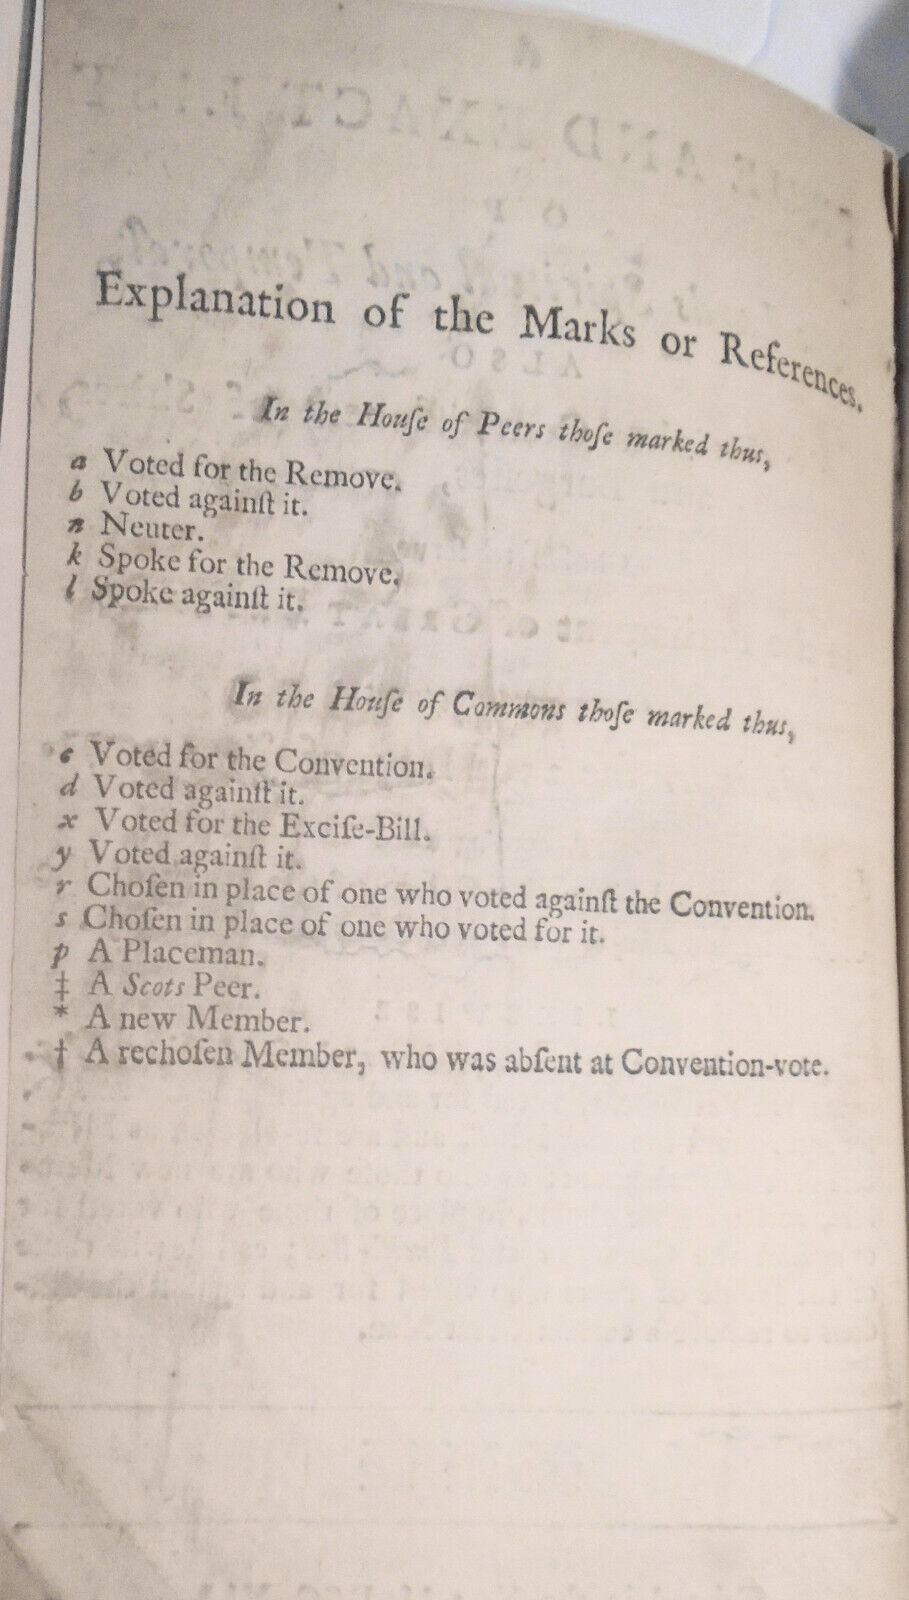 Explanation of the Marks or References.
In the Houſe of Peers thoſe marked thus,
a Voted for the Remove.
b Voted againſt it.
n Neuter.
k Spoke for the Remove.
l Spoke againſt it.
In the Houſe of Commons thoſe marked thus,
c Voted for the Convention.
d Voted againſt it.
x Voted for the Exciſe-Bill.
y Voted againſt it.
r Choſen in place of one who voted againſt the Convention.
s Choſen in place of one who voted for it.
p A Placeman.
‡ A Scots Peer.
* A new Member.
† A rechoſen Member, who was abſent at Convention-vote.